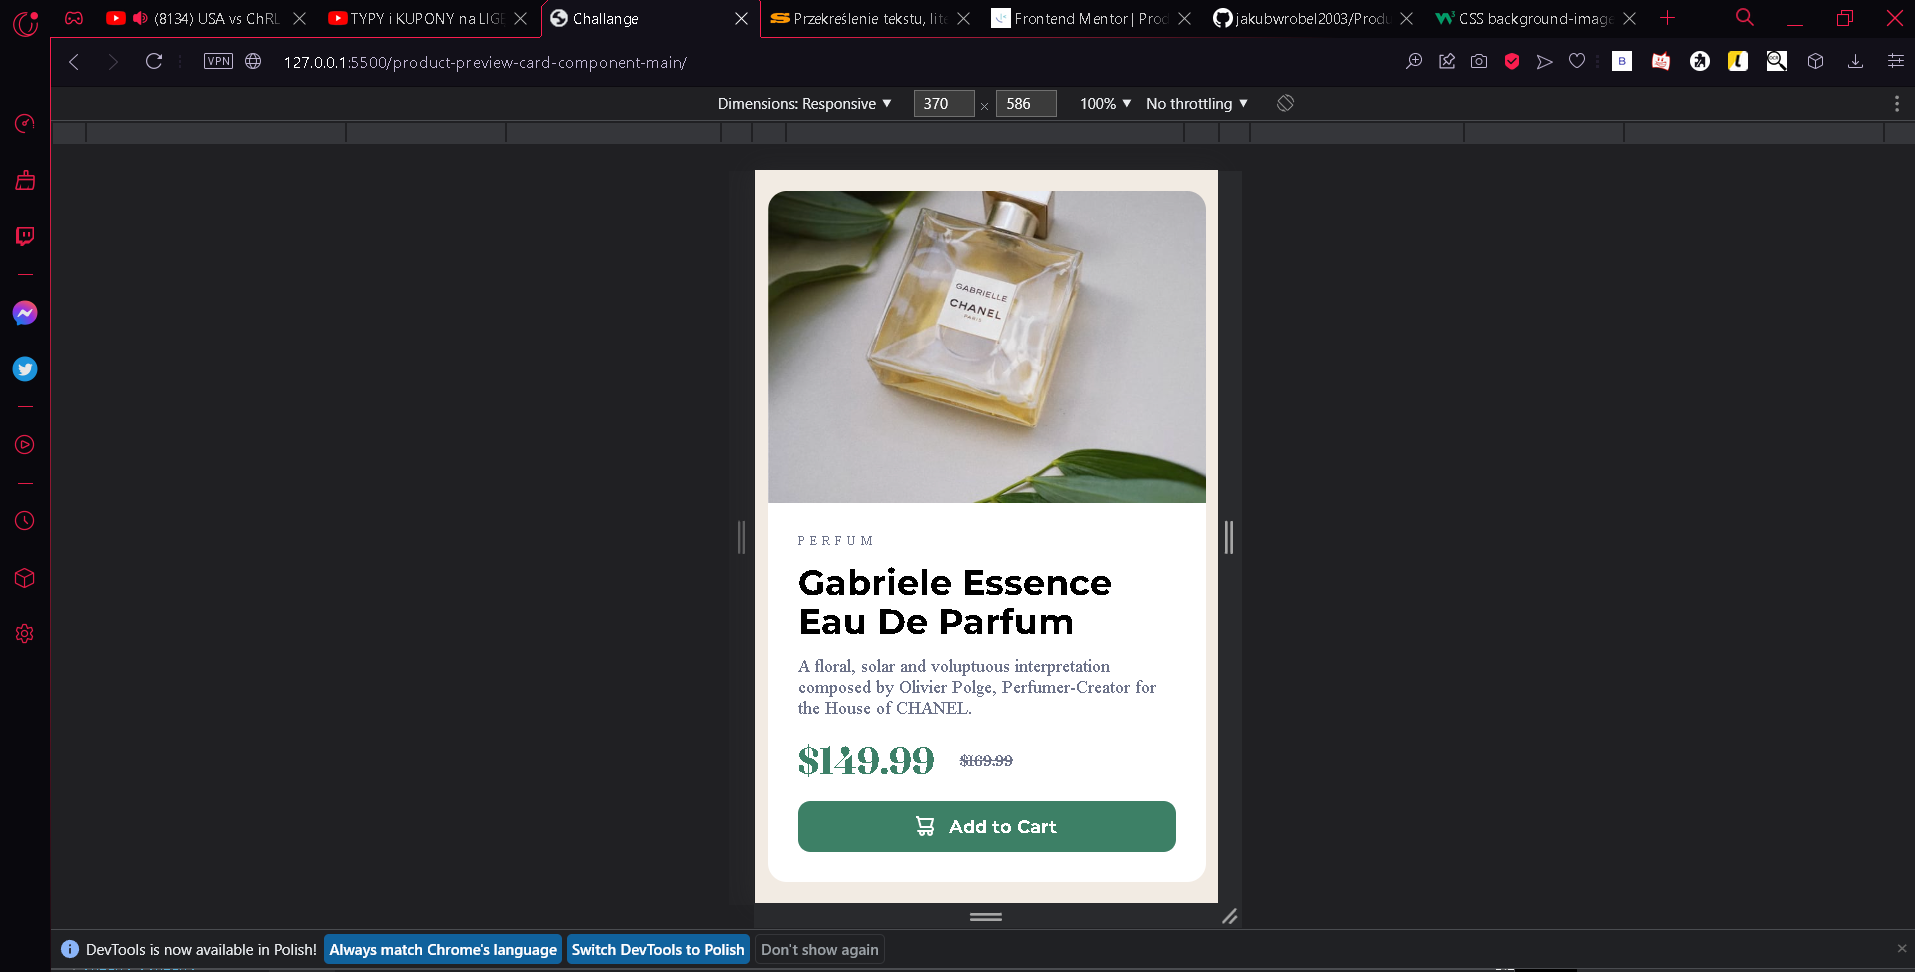 (8134) USA vs ChRL
TYPY i KUPONY na LIGE
Challange
Przekreślenie tekstu, lite
Frontend Mentor | Prod
jakubwrobel2003/Produ
CSS background-image
VPN
127.0.0.1:5500/product-preview-card-component-main/
B
Dimensions: Responsive ▼ 370 × 586 100% ▼ No throttling ▼
GABRIELLE
CHANEL
PARIS
PERFUM
Gabriele Essence
Eau De Parfum
A floral, solar and voluptuous interpretation
composed by Olivier Polge, Perfumer-Creator for
the House of CHANEL.
$149.99 $169.99
Add to Cart
DevTools is now available in Polish! Always match Chrome's language Switch DevTools to Polish Don't show again